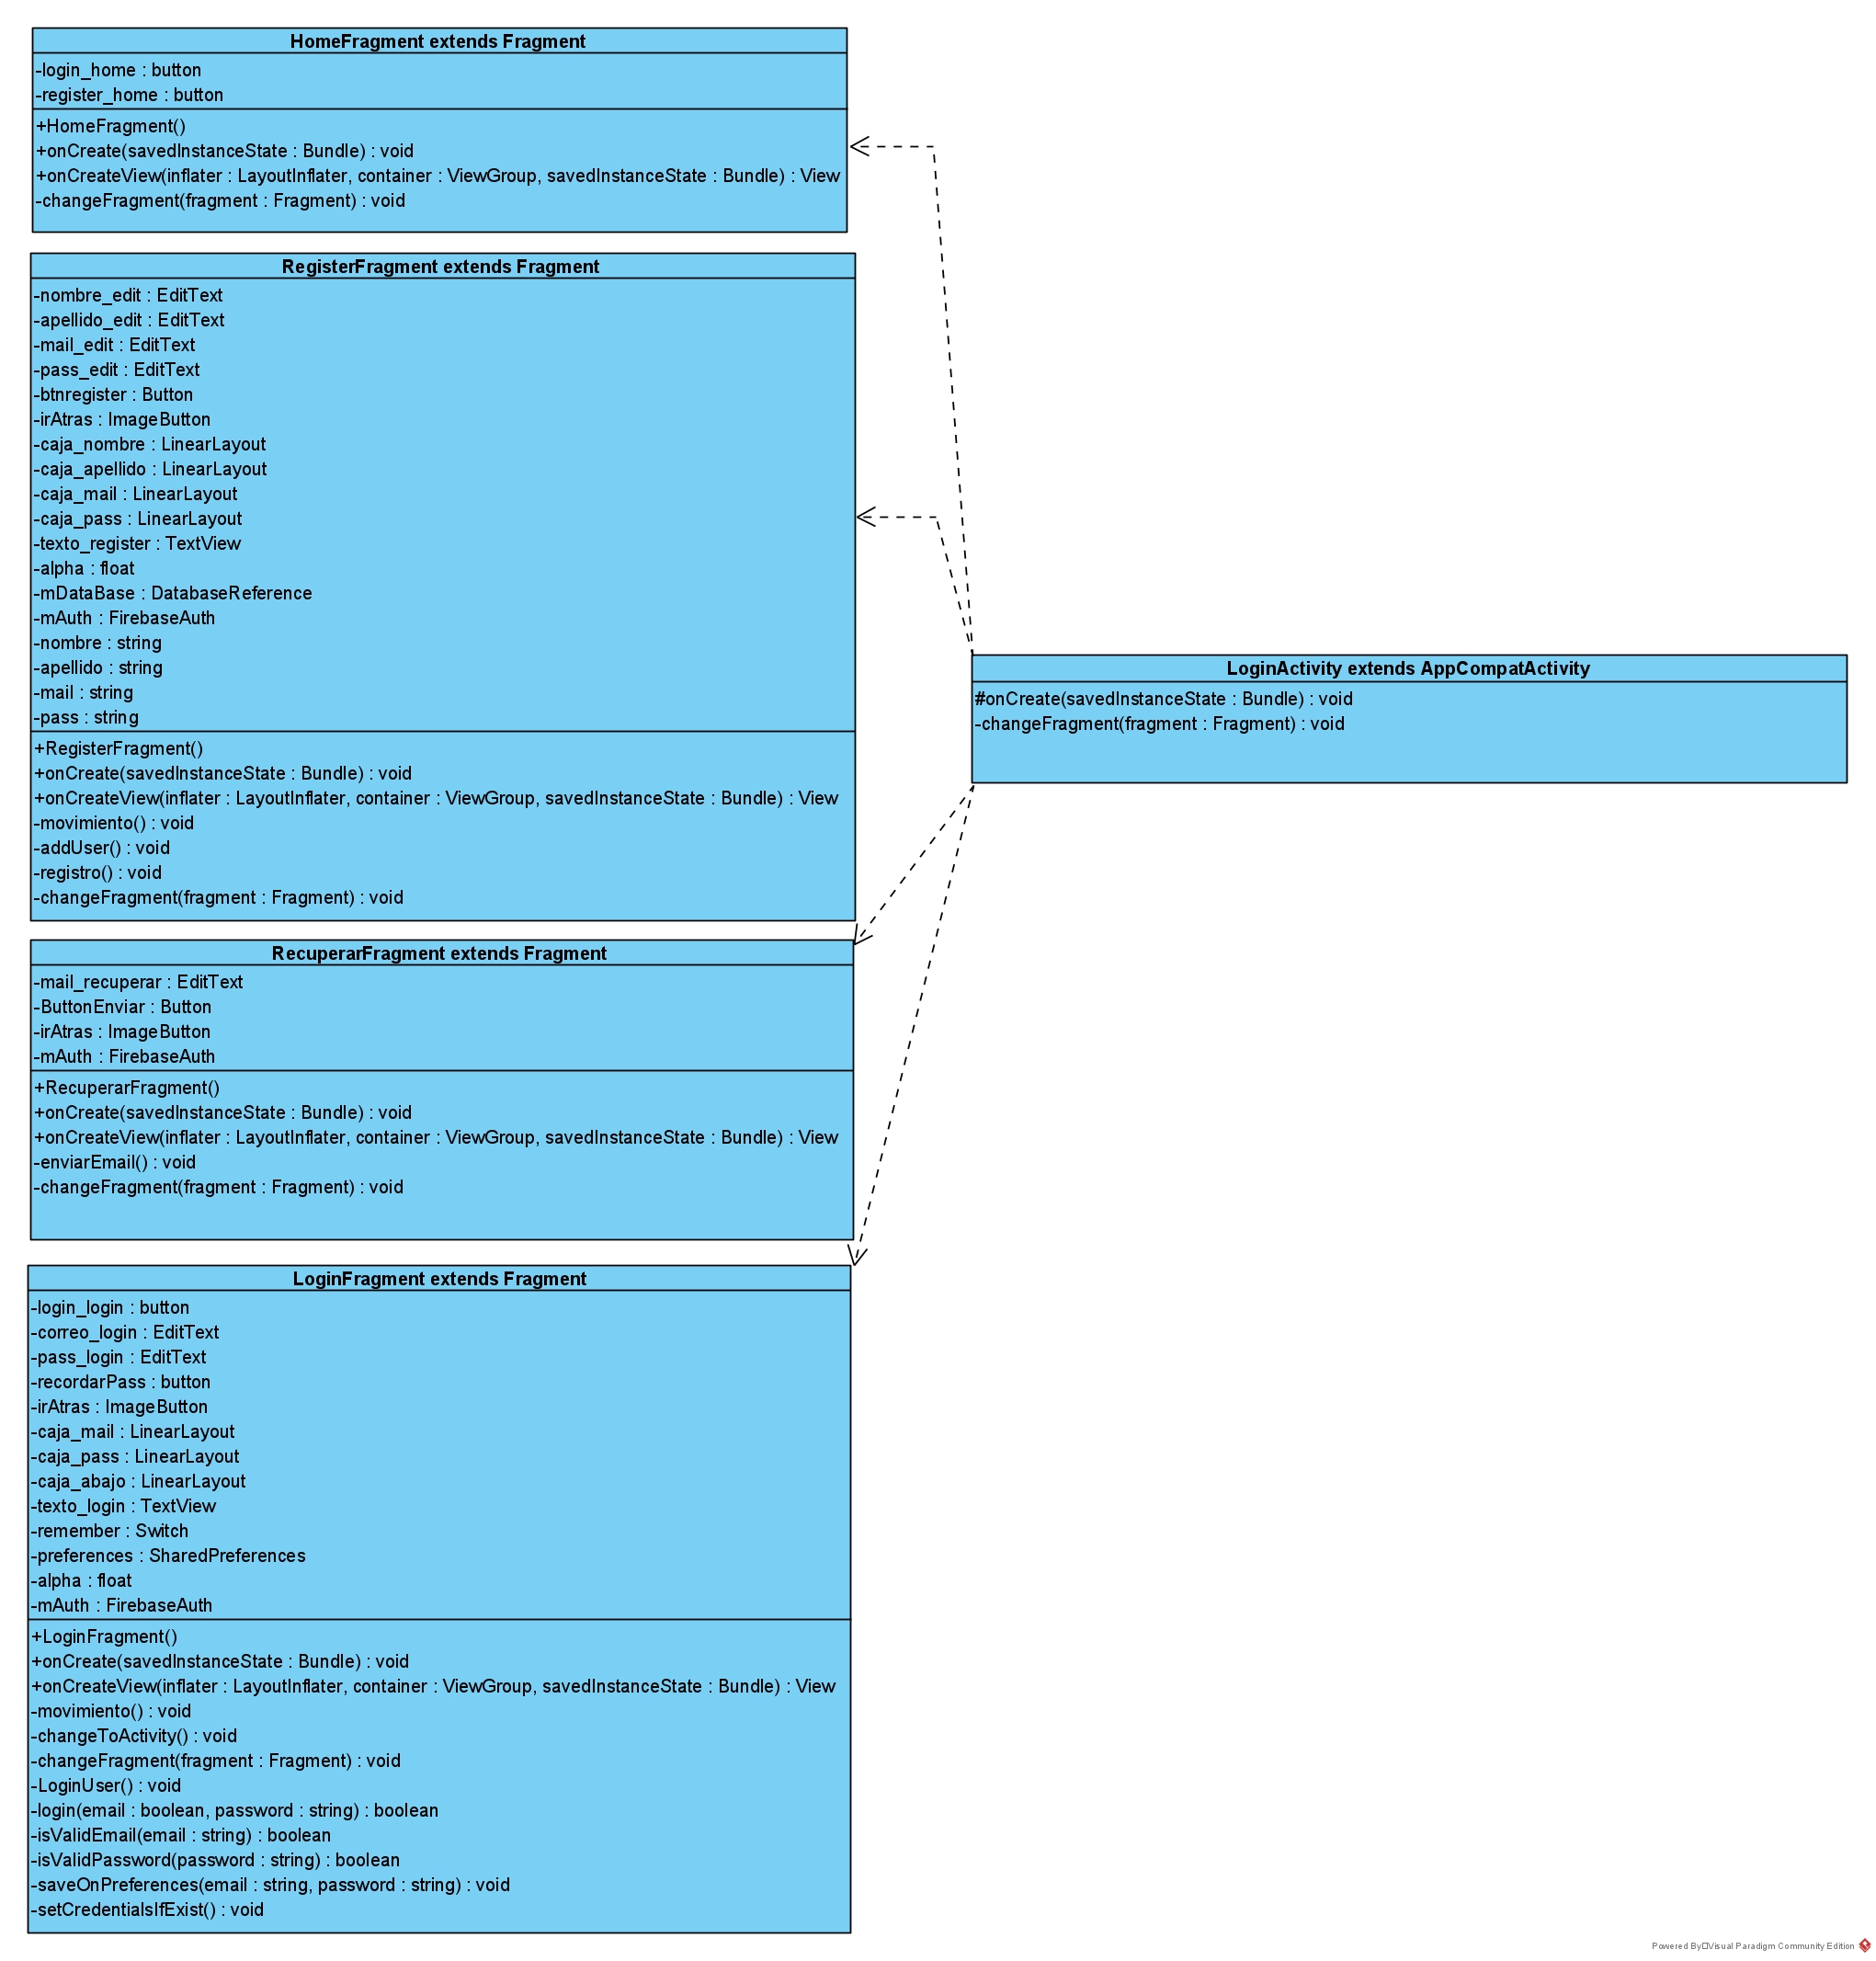 HomeFragment extends Fragment
-login_home : button
-register_home : button
+HomeFragment()
+onCreate(savedInstanceState : Bundle) : void
+onCreateView(inflater : LayoutInflater, container : ViewGroup, savedInstanceState : Bundle) : View
-changeFragment(fragment : Fragment) : void
RegisterFragment extends Fragment
-nombre_edit : EditText
-apellido_edit : EditText
-mail_edit : EditText
-pass_edit : EditText
-btnregister : Button
-irAtras : ImageButton
-caja_nombre : LinearLayout
-caja_apellido : LinearLayout
-caja_mail : LinearLayout
-caja_pass : LinearLayout
-texto_register : TextView
-alpha : float
-mDataBase : DatabaseReference
-mAuth : FirebaseAuth
-nombre : string
-apellido : string
-mail : string
-pass : string
+RegisterFragment()
+onCreate(savedInstanceState : Bundle) : void
+onCreateView(inflater : LayoutInflater, container : ViewGroup, savedInstanceState : Bundle) : View
-movimiento() : void
-addUser() : void
-registro() : void
-changeFragment(fragment : Fragment) : void
LoginActivity extends AppCompatActivity
#onCreate(savedInstanceState : Bundle) : void
-changeFragment(fragment : Fragment) : void
RecuperarFragment extends Fragment
-mail_recuperar : EditText
-ButtonEnviar : Button
-irAtras : ImageButton
-mAuth : FirebaseAuth
+RecuperarFragment()
+onCreate(savedInstanceState : Bundle) : void
+onCreateView(inflater : LayoutInflater, container : ViewGroup, savedInstanceState : Bundle) : View
-enviarEmail() : void
-changeFragment(fragment : Fragment) : void
LoginFragment extends Fragment
-login_login : button
-correo_login : EditText
-pass_login : EditText
-recordarPass : button
-irAtras : ImageButton
-caja_mail : LinearLayout
-caja_pass : LinearLayout
-caja_abajo : LinearLayout
-texto_login : TextView
-remember : Switch
-preferences : SharedPreferences
-alpha : float
-mAuth : FirebaseAuth
+LoginFragment()
+onCreate(savedInstanceState : Bundle) : void
+onCreateView(inflater : LayoutInflater, container : ViewGroup, savedInstanceState : Bundle) : View
-movimiento() : void
-changeToActivity() : void
-changeFragment(fragment : Fragment) : void
-LoginUser() : void
-login(email : boolean, password : string) : boolean
-isValidEmail(email : string) : boolean
-isValidPassword(password : string) : boolean
-saveOnPreferences(email : string, password : string) : void
-setCredentialsIfExist() : void
Powered By□Visual Paradigm Community Edition